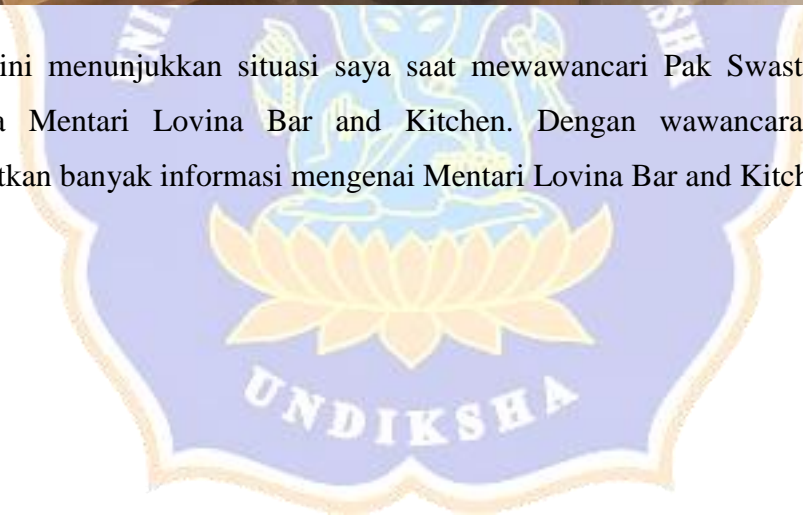 ini menunjukkan situasi saya saat mewawancari Pak Swast
a Mentari Lovina Bar and Kitchen. Dengan wawancara
tkan banyak informasi mengenai Mentari Lovina Bar and Kitch
UNDIKSHA